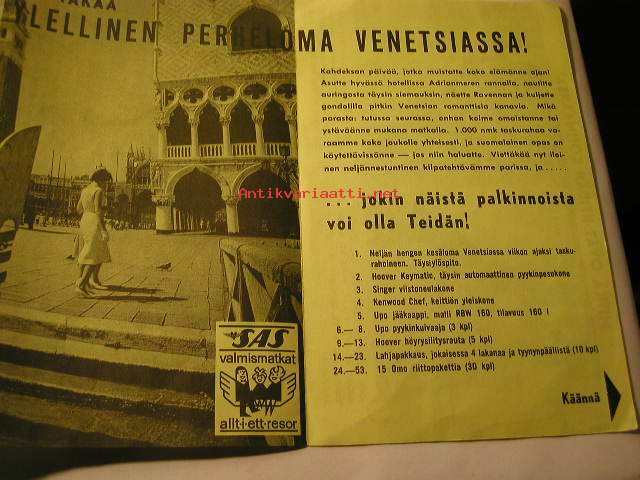 TAKAA
LELLINEN PERHELOMA VENETSIASSA!
Kahdeksan päivää, jotka muistatte koko elämänne ajan!
Asutte hyvässä hotellissa Adrianmeren rannalla, nautitte
auringosta täysin siemauksin, näette Ravennan ja kuljette
gondolilla pitkin Venetsian romanttisia kanavia. Mikä
parasta: tutussa seurassa, onhan kolme omaistanne tai
ystäväänne mukana matkalla. 1.000 nmk taskurahaa va-
raamme koko joukolle yhteisesti, ja suomalainen opas on
käytettävissänne — jos niin haluatte. Viettäkää nyt iloi-
nen neljännestuntinen kilpatehtävämme parissa, ja . . . . .
. . . jokin näistä palkinnoista
voi olla Teidän!
1. Neljän hengen kesäloma Venetsiassa viikon ajaksi tasku-
rahoineen. Täysiylöspito.
2. Hoover Keymatic, täysin automaattinen pyykinpesukone
3. Singer viistoneulakone
4. Kenwood Chef, keittiön yleiskone
5. Upo jääkaappi, malli RBW 160, tilavuus 160 l
6.— 8. Upo pyykinkuivaaja (3 kpl)
9.—13. Hoover höyrysilitysrauta (5 kpl)
14.—23. Lahjapakkaus, jokaisessa 4 lakanaa ja tyynynpäällistä (10 kpl)
24.—53. 15 Omo riittopakettia (30 kpl)
Käännä
SAS
valmismatkat
allt-i-ett-resor
Antikvariaatti.net